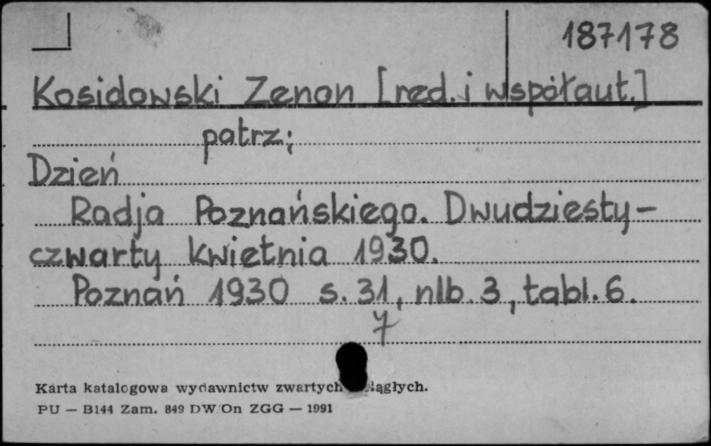 187178
Kosidowski Zenon [red. i współaut.]
patrz;
Dzień
Radja Poznańskiego. Dwudziesty-
czwarty kwietnia 1930.
Poznań 1930 s. 31, nlb. 3, tabl. 6.
7
Karta katalogowa wydawnictw zwartych
PU — B144 Zam. 849 DW On ZGG — 1991